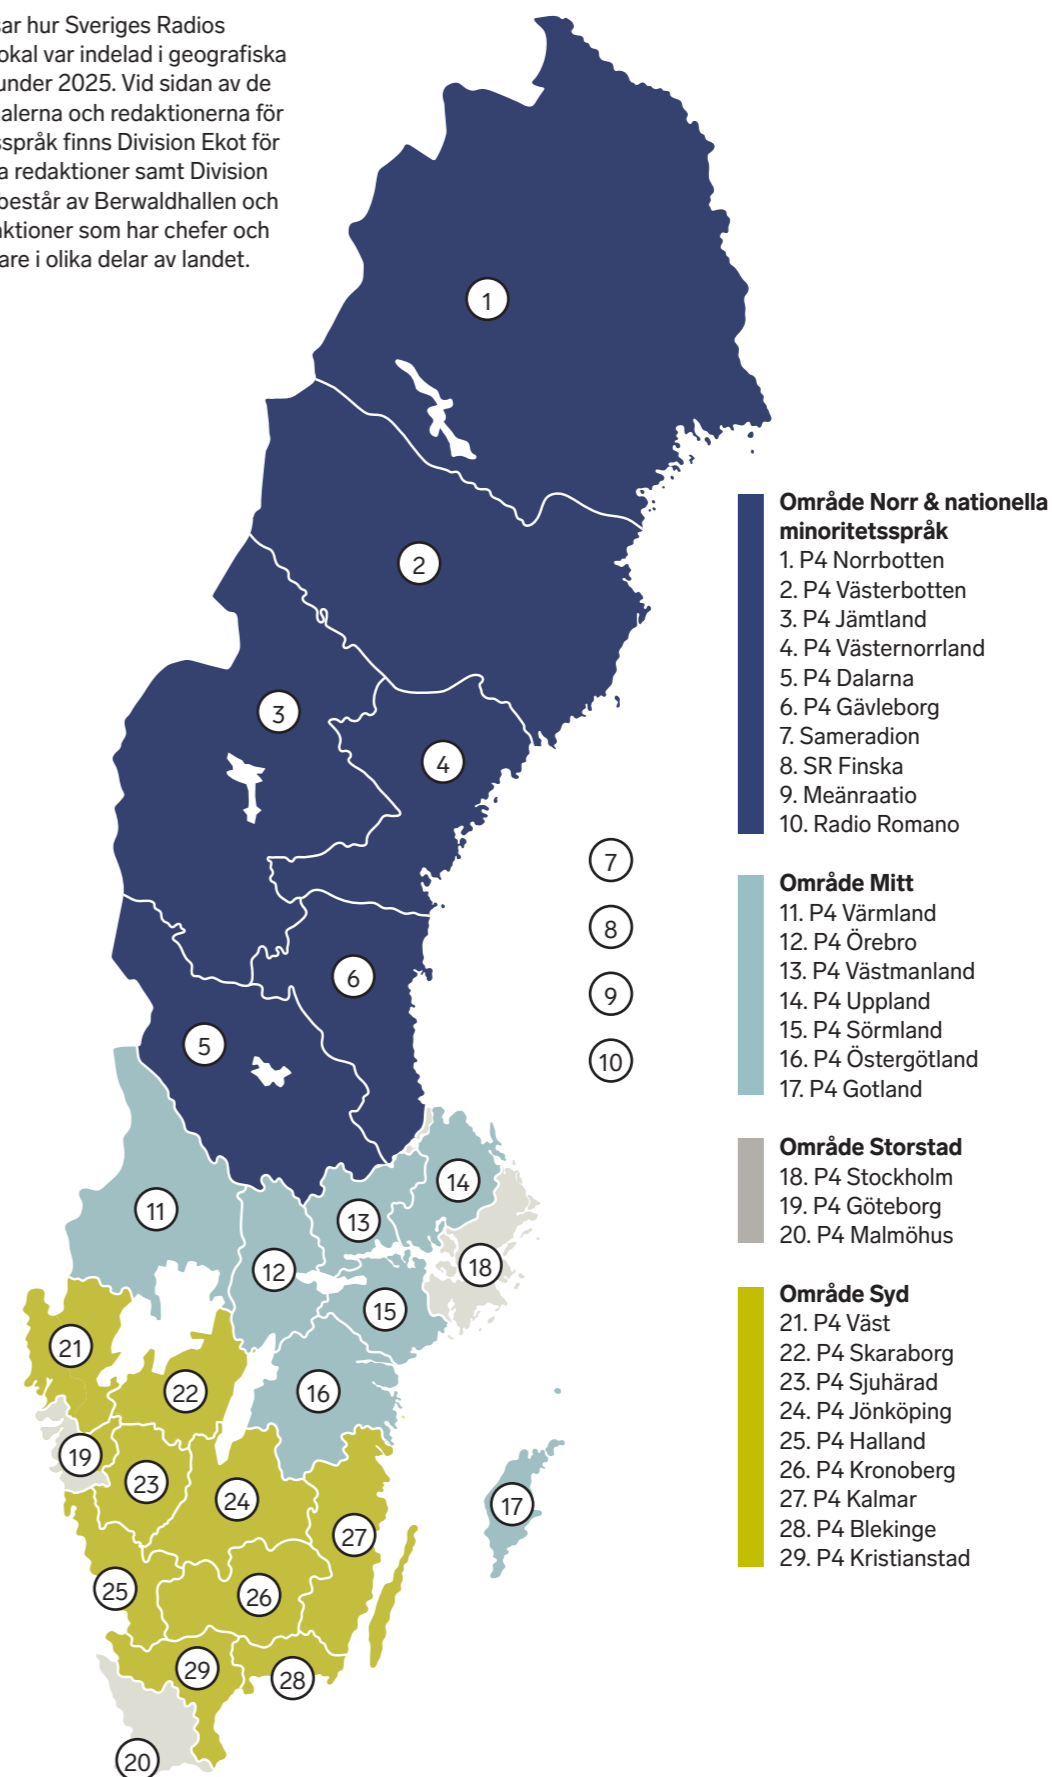 sar hur Sveriges Radios
okal var indelad i geografiska
under 2025. Vid sidan av de
alerna och redaktionerna för
sspråk finns Division Ekot för
a redaktioner samt Division
består av Berwaldhallen och
aktioner som har chefer och
are i olika delar av landet.
1
2
3
4
5
6
7
8
9
10
11
12
13
14
15
16
17
18
19
20
21
22
23
24
25
26
27
28
29
Område Norr & nationella
minoritetsspråk
1. P4 Norrbotten
2. P4 Västerbotten
3. P4 Jämtland
4. P4 Västernorrland
5. P4 Dalarna
6. P4 Gävleborg
7. Sameradion
8. SR Finska
9. Meänraatio
10. Radio Romano
Område Mitt
11. P4 Värmland
12. P4 Örebro
13. P4 Västmanland
14. P4 Uppland
15. P4 Sörmland
16. P4 Östergötland
17. P4 Gotland
Område Storstad
18. P4 Stockholm
19. P4 Göteborg
20. P4 Malmöhus
Område Syd
21. P4 Väst
22. P4 Skaraborg
23. P4 Sjuhärad
24. P4 Jönköping
25. P4 Halland
26. P4 Kronoberg
27. P4 Kalmar
28. P4 Blekinge
29. P4 Kristianstad